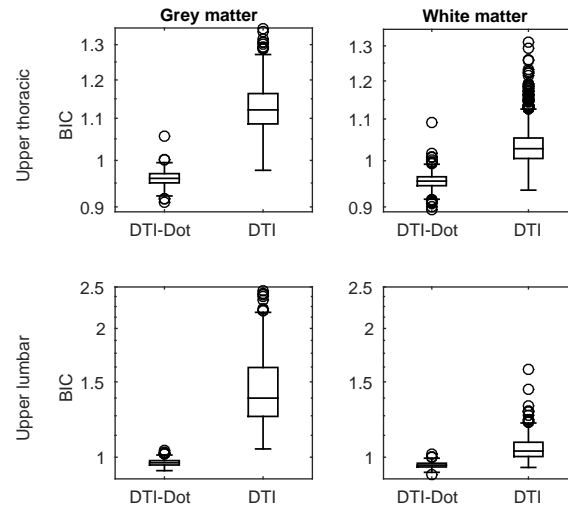 Grey matter
White matter
Upper thoracic
BIC
1.3
1.2
1.1
1
0.9
DTI-Dot
DTI
1.3
1.2
1.1
1
0.9
DTI-Dot
DTI
Upper lumbar
BIC
2.5
2
1.5
1
DTI-Dot
DTI
2.5
2
1.5
1
DTI-Dot
DTI